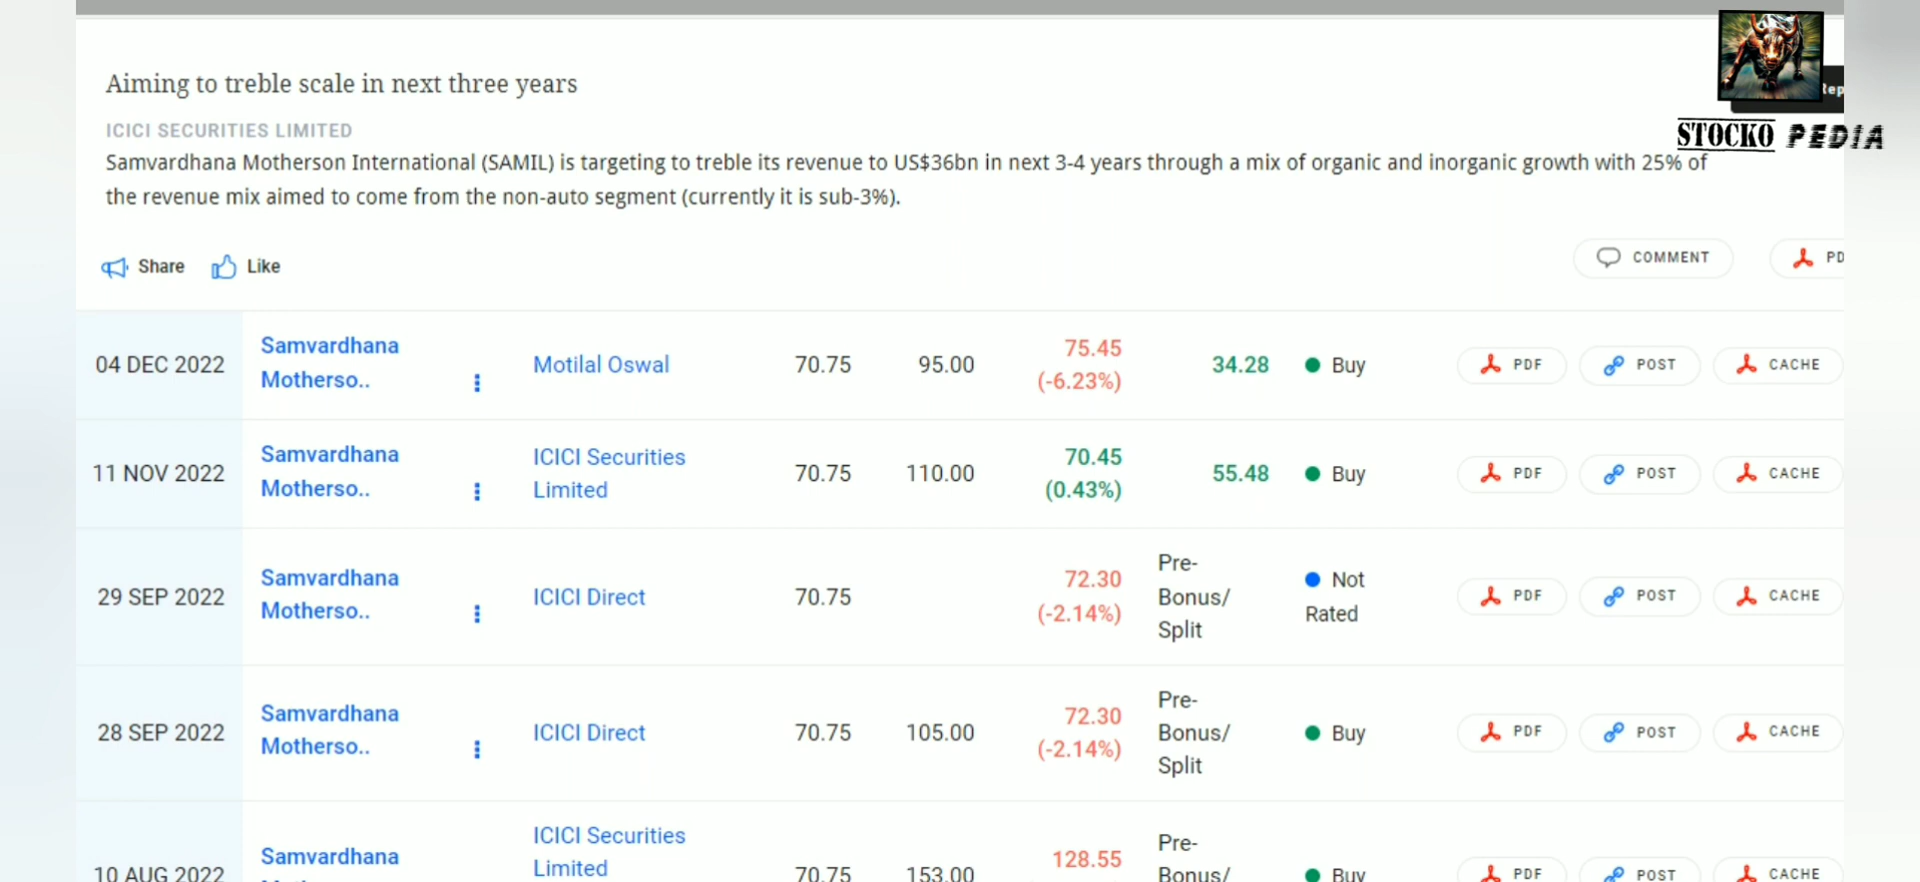 Aiming to treble scale in next three years
Rep
STOCKO PEDIA
ICICI SECURITIES LIMITED
Samvardhana Motherson International (SAMIL) is targeting to treble its revenue to US$36bn in next 3-4 years through a mix of organic and inorganic growth with 25% of
the revenue mix aimed to come from the non-auto segment (currently it is sub-3%).
Share Like COMMENT PD
04 DEC 2022 Samvardhana Motilal Oswal 70.75 95.00 75.45 34.28 Buy PDF POST CACHE
Motherso.. (-6.23%)
11 NOV 2022 Samvardhana ICICI Securities 70.75 110.00 70.45 55.48 Buy PDF POST CACHE
Motherso.. Limited (0.43%)
29 SEP 2022 Samvardhana ICICI Direct 70.75 72.30 Pre- Not PDF POST CACHE
Motherso.. (-2.14%) Bonus/ Rated
Split
28 SEP 2022 Samvardhana ICICI Direct 70.75 105.00 72.30 Pre- Buy PDF POST CACHE
Motherso.. (-2.14%) Bonus/
Split
ICICI Securities Pre-
10 AUG 2022 Samvardhana Limited 70.75 153.00 128.55 Bonus/ Buy PDF POST CACHE